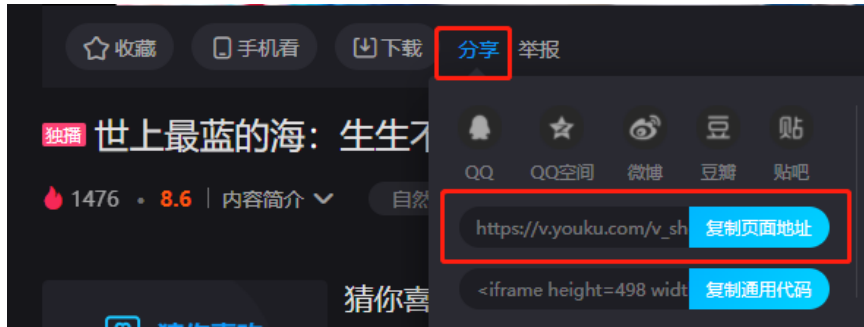 收藏 手机看 下载 分享 举报
独播 世上最蓝的海：生生不
QQ QQ空间 微博 豆瓣 贴吧
1476 • 8.6 内容简介 自然
https://v.youku.com/v_sh 复制页面地址
<iframe height=498 widt 复制通用代码
猜你喜